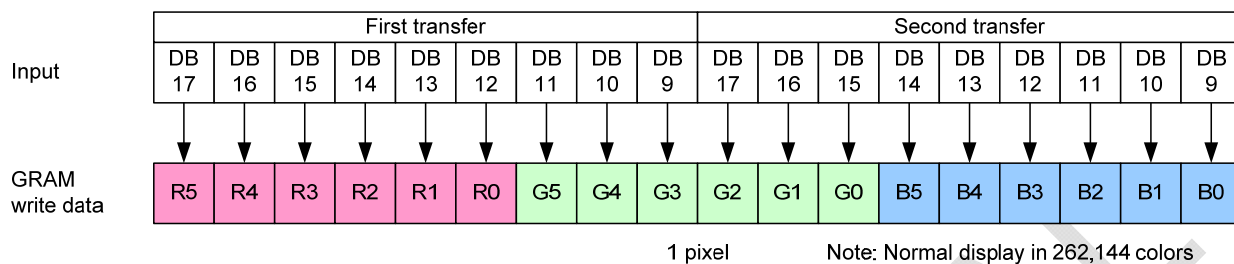 First transfer Second transfer
Input DB 17 DB 16 DB 15 DB 14 DB 13 DB 12 DB 11 DB 10 DB 9 DB 17 DB 16 DB 15 DB 14 DB 13 DB 12 DB 11 DB 10 DB 9
GRAM write data R5 R4 R3 R2 R1 R0 G5 G4 G3 G2 G1 G0 B5 B4 B3 B2 B1 B0
1 pixel Note: Normal display in 262,144 colors